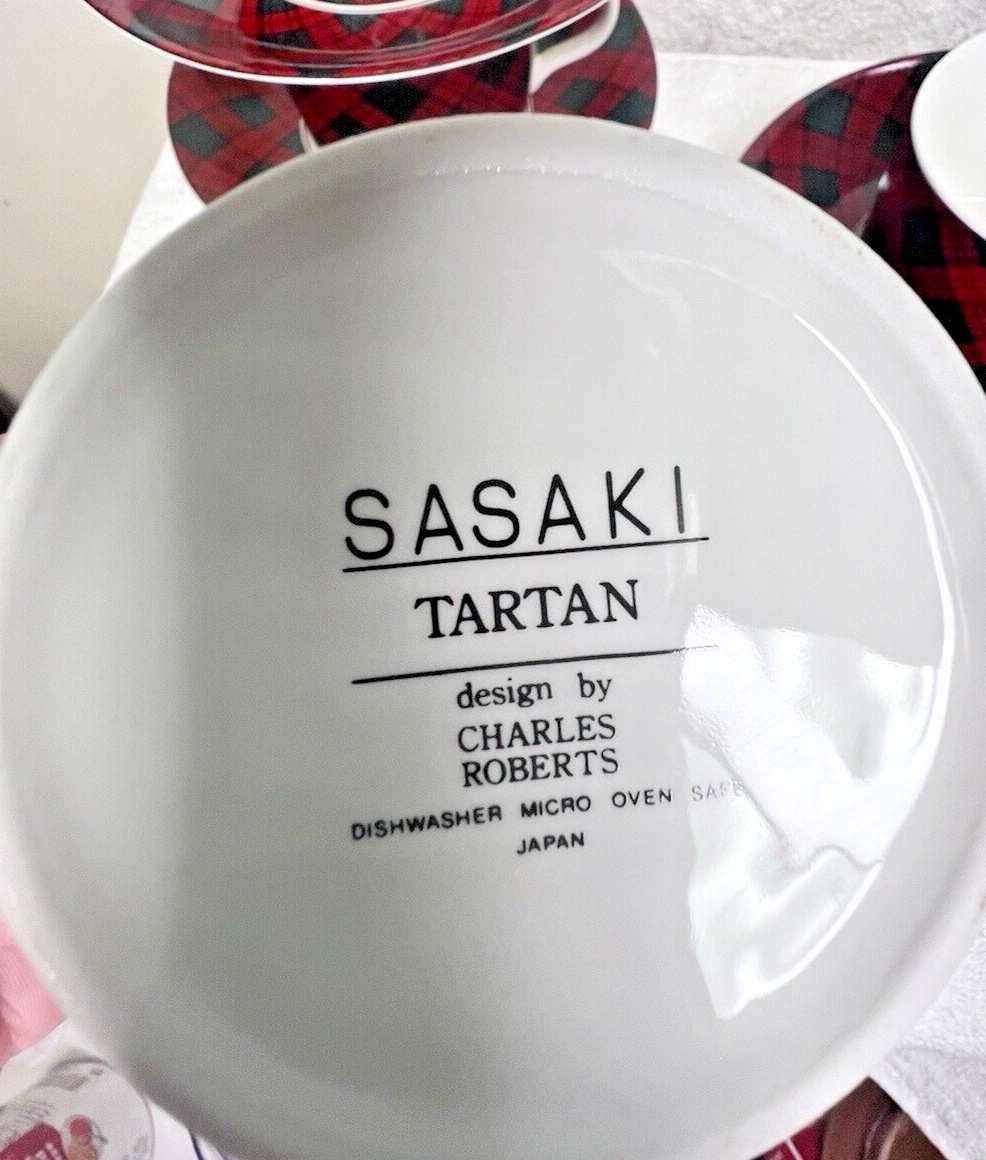 SASAKI
TARTAN
design by
CHARLES
ROBERTS
DISHWASHER MICRO OVEN SAFE
JAPAN